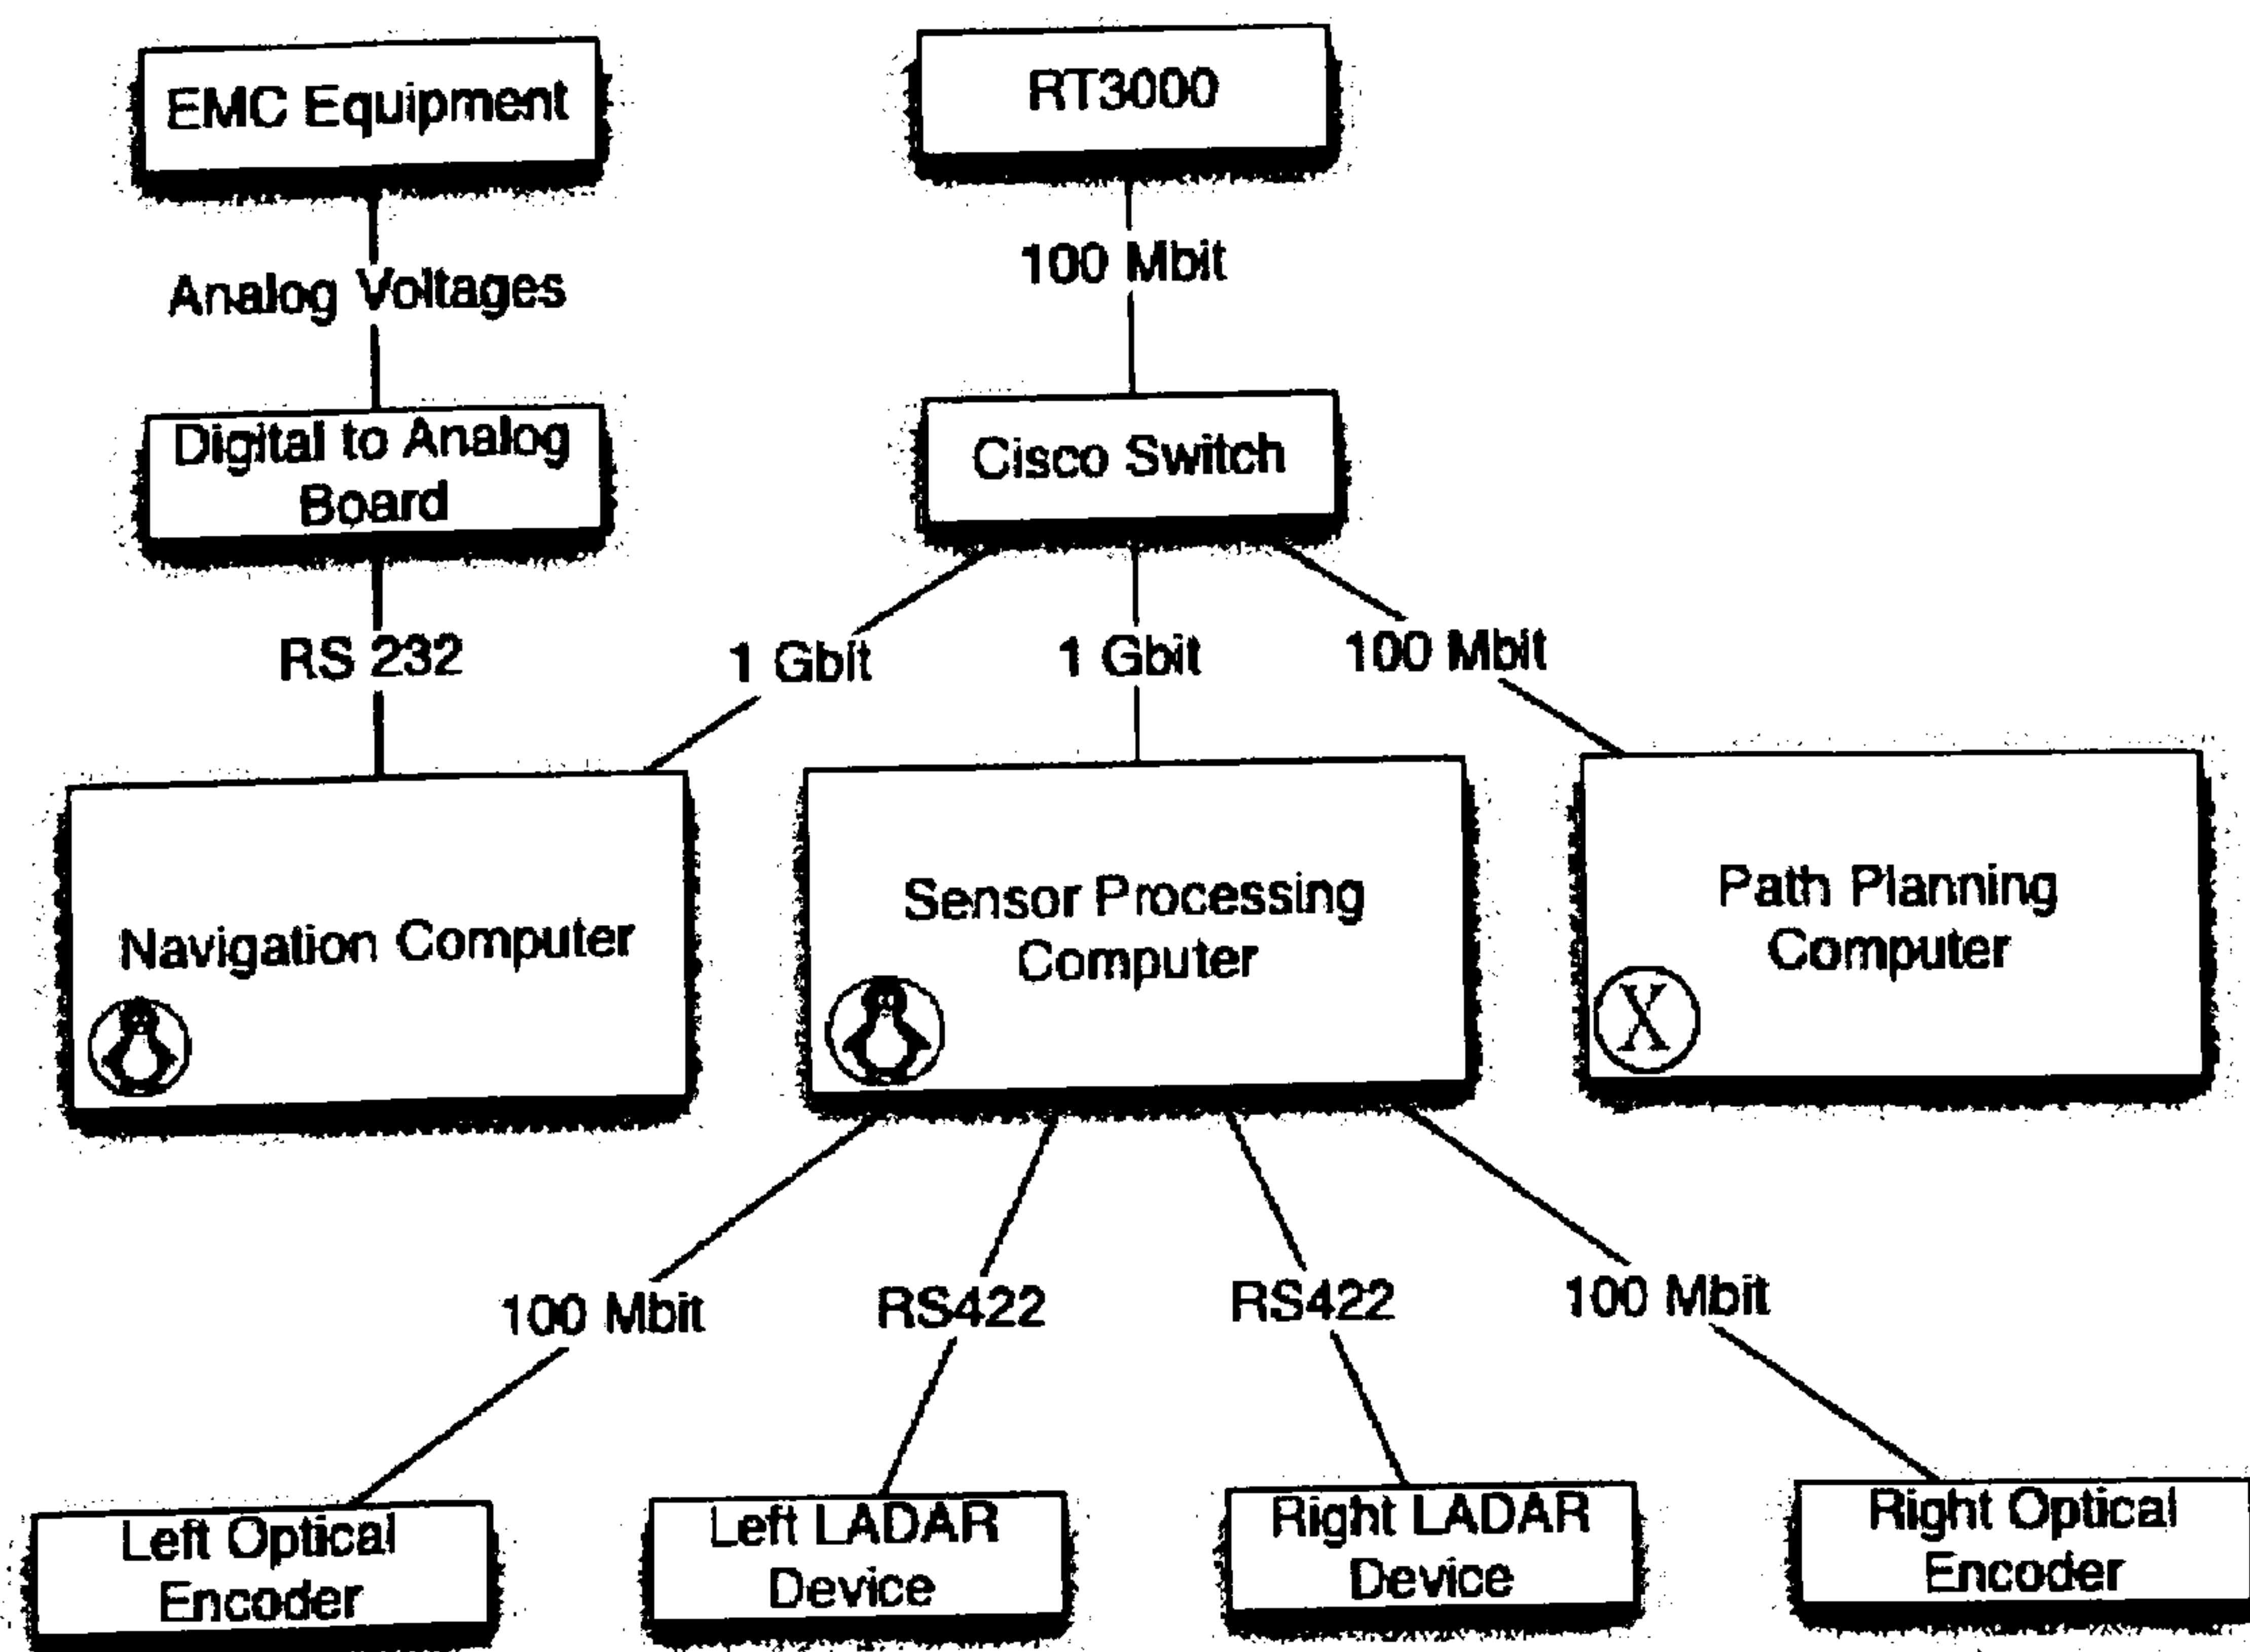 EMC Equipment
RT3000
Analog Voltages
100 Mbit
Digital to Analog
Board
Cisco Switch
RS 232
1 Gbit
1 Gbit
100 Mbit
Navigation Computer
Sensor Processing
Computer
Path Planning
Computer
X
100 Mbit
RS422
RS422
100 Mbit
Left Optical
Encoder
Left LADAR
Device
Right LADAR
Device
Right Optical
Encoder